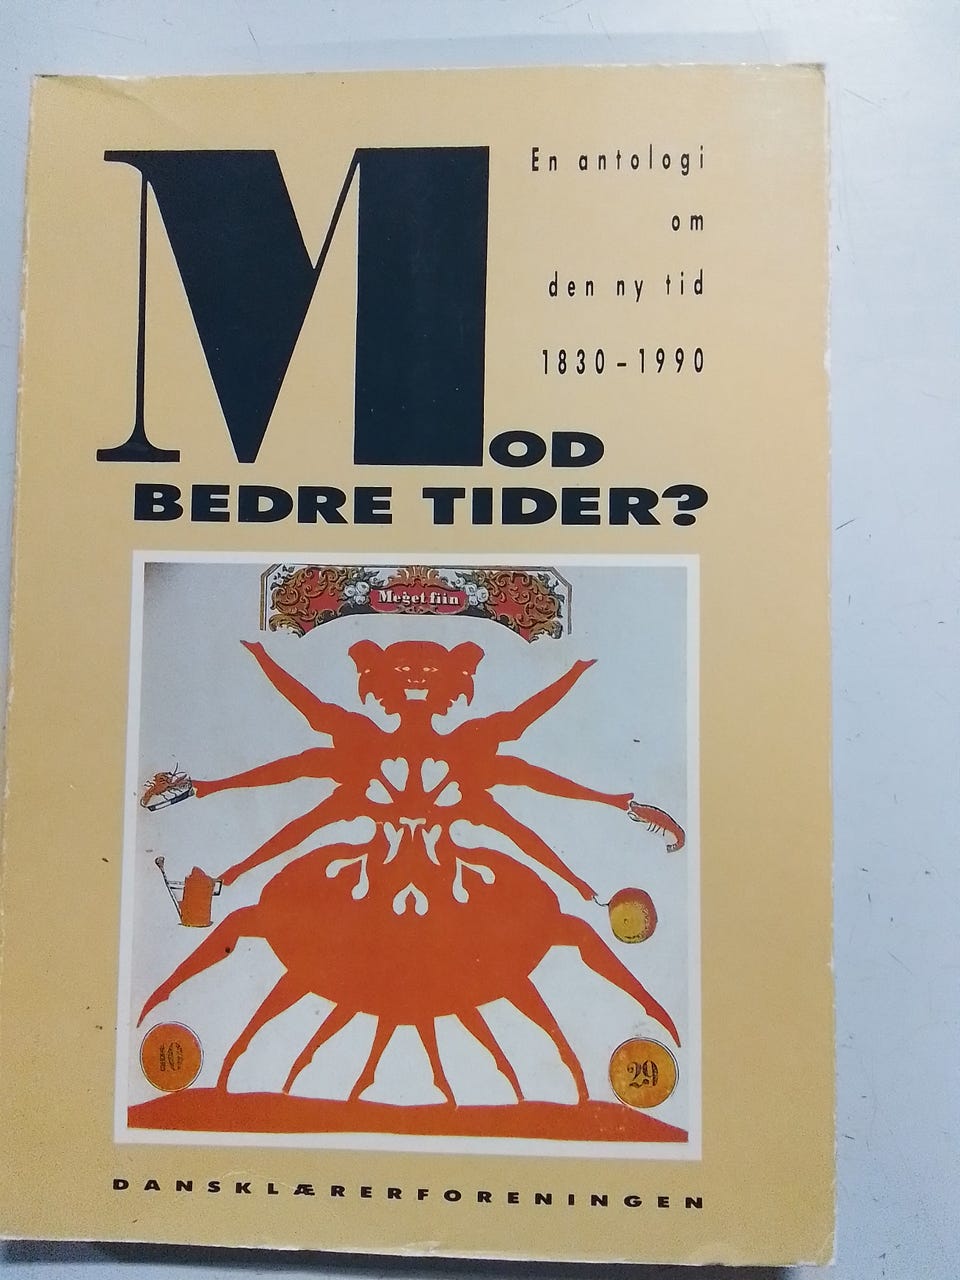 En antologi
om
den ny tid
1830-1990
MOD
BEDRE TIDER?
Meget fiin
29
DANSKLÆRERFORENINGEN